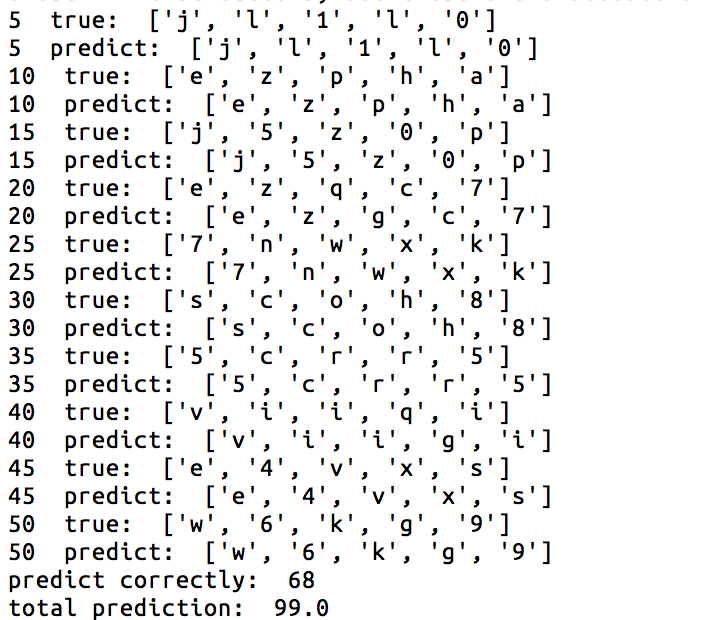 5  true:  ['j', 'l', '1', 'l', '0']
5  predict:  ['j', 'l', '1', 'l', '0']
10  true:  ['e', 'z', 'p', 'h', 'a']
10  predict:  ['e', 'z', 'p', 'h', 'a']
15  true:  ['j', '5', 'z', '0', 'p']
15  predict:  ['j', '5', 'z', '0', 'p']
20  true:  ['e', 'z', 'q', 'c', '7']
20  predict:  ['e', 'z', 'g', 'c', '7']
25  true:  ['7', 'n', 'w', 'x', 'k']
25  predict:  ['7', 'n', 'w', 'x', 'k']
30  true:  ['s', 'c', 'o', 'h', '8']
30  predict:  ['s', 'c', 'o', 'h', '8']
35  true:  ['5', 'c', 'r', 'r', '5']
35  predict:  ['5', 'c', 'r', 'r', '5']
40  true:  ['v', 'i', 'i', 'q', 'i']
40  predict:  ['v', 'i', 'i', 'g', 'i']
45  true:  ['e', '4', 'v', 'x', 's']
45  predict:  ['e', '4', 'v', 'x', 's']
50  true:  ['w', '6', 'k', 'g', '9']
50  predict:  ['w', '6', 'k', 'g', '9']
predict correctly:  68
total prediction:  99.0